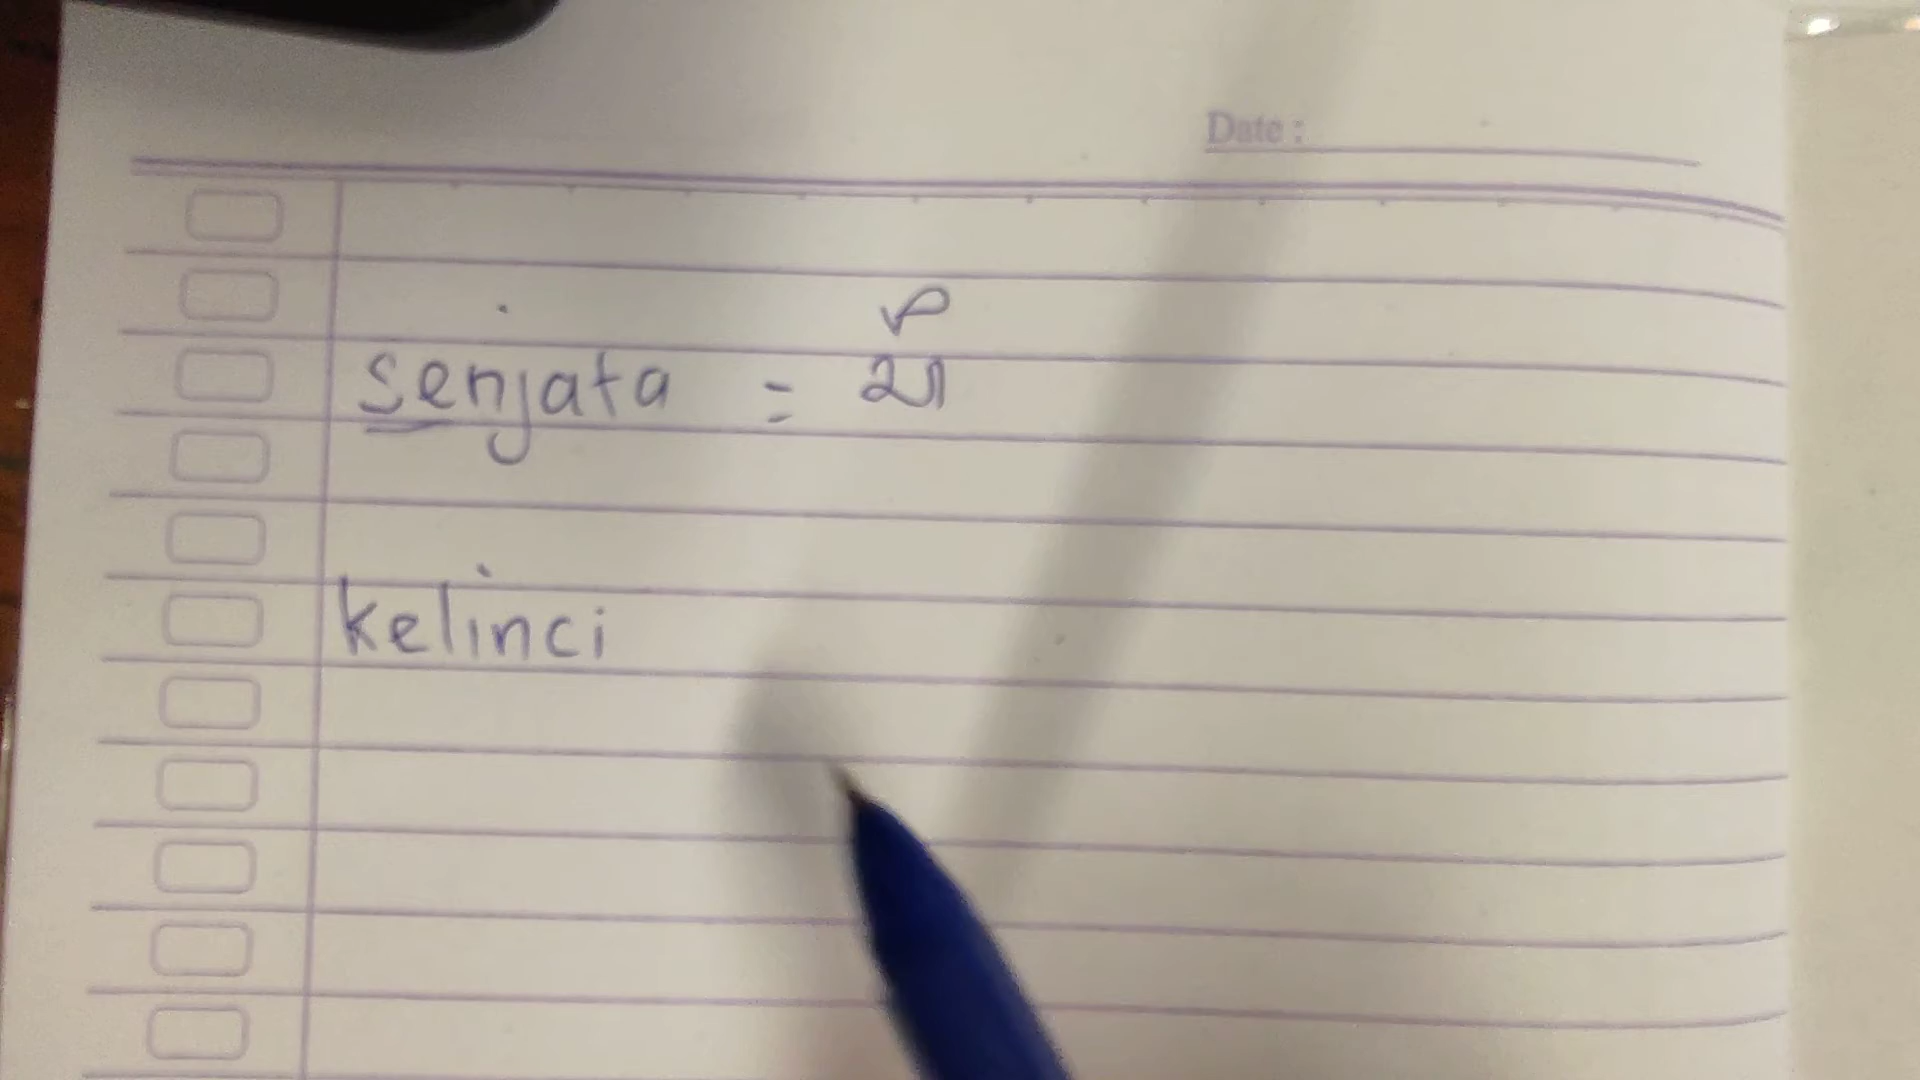 Date :
senjata = ᮞᮨ
kelinci